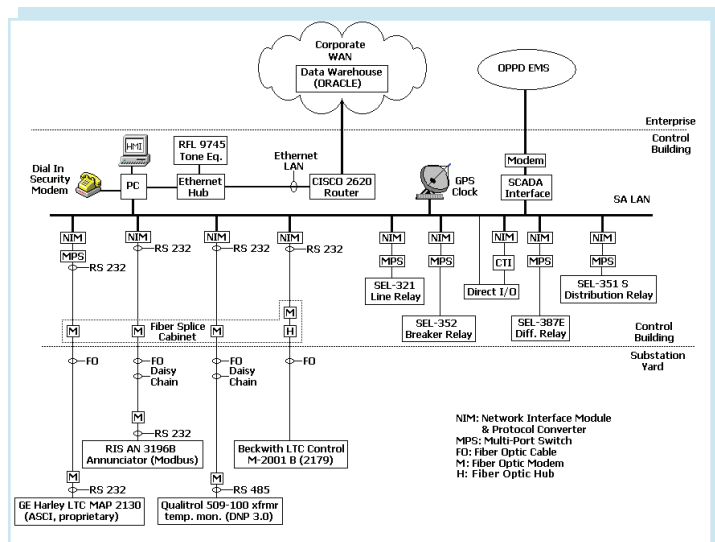 Corporate
WAN
Data Warehouse
(ORACLE)
OPPD EMS
Enterprise
Control
Building
HMI
RFL 9745
Tone Eq.
Ethernet
LAN
Modem
Dial In
Security
Modem
PC
Ethernet
Hub
CISCO 2620
Router
GPS
Clock
SCADA
Interface
SA LAN
NIM
NIM
NIM
NIM
NIM
NIM
NIM
NIM
NIM
MPS
RS 232
RS 232
RS 232
RS 232
MPS
MPS
CTI
MPS
MPS
SEL-321
Line Relay
Direct I/O
SEL-351 S
Distribution Relay
SEL-352
Breaker Relay
SEL-387E
Diff. Relay
M
M
M
M
H
Fiber Splice
Cabinet
Control
Building
Substation
Yard
FO
FO
Daisy
Chain
FO
Daisy
Chain
FO
M
RS 232
RIS AN 3196B
Annunciator (Modbus)
Beckwith LTC Control
M-2001 B (2179)
M
RS 232
GE Harley LTC MAP 2130
(ASCI, proprietary)
M
RS 485
Qualitrol 509-100 xfrmr
temp. mon. (DNP 3.0)
NIM: Network Interface Module
& Protocol Converter
MPS: Multi-Port Switch
FO: Fiber Optic Cable
M: Fiber Optic Modem
H: Fiber Optic Hub